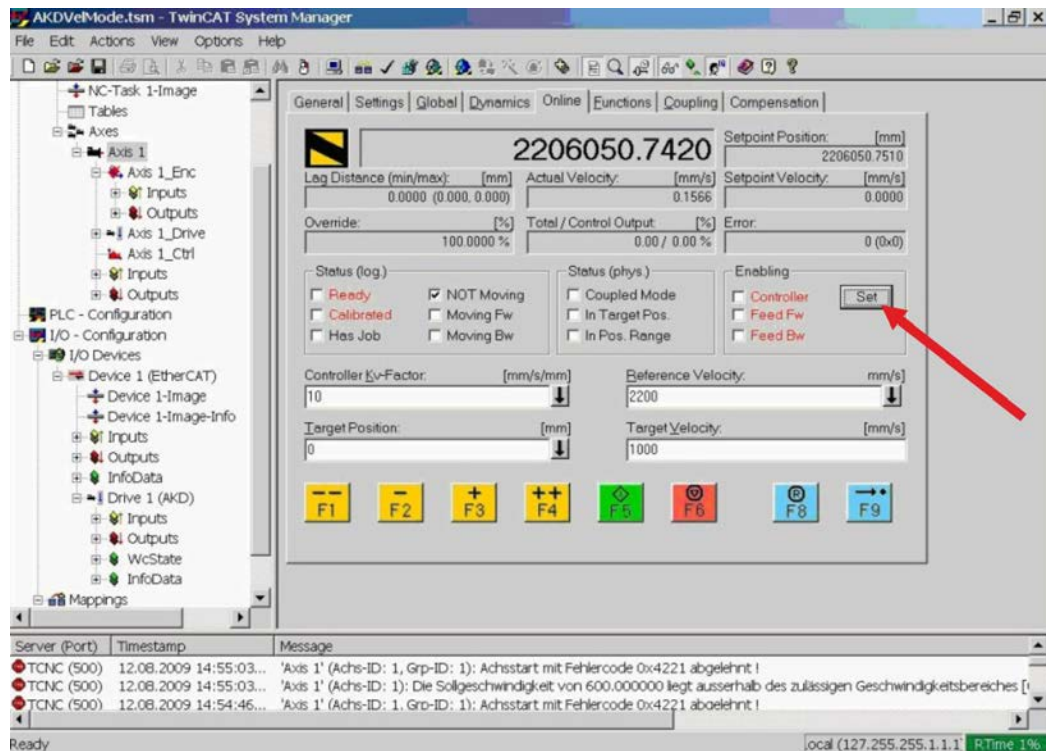 AKDVelMode.tsm - TwinCAT System Manager
File Edit Actions View Options Help
NC-Task 1-Image
Tables
Axes
Axis 1
Axis 1_Enc
Inputs
Outputs
Axis 1_Drive
Axis 1_Ctrl
Inputs
Outputs
PLC - Configuration
I/O - Configuration
I/O Devices
Device 1 (EtherCAT)
Device 1-Image
Device 1-Image-Info
Inputs
Outputs
InfoData
Drive 1 (AKD)
Inputs
Outputs
WcState
InfoData
Mappings
General Settings Global Dynamics Online Functions Coupling Compensation
2206050.7420
Setpoint Position: [mm]
2206050.7510
Lag Distance (min/max): [mm] Actual Velocity: [mm/s] Setpoint Velocity: [mm/s]
0.0000 (0.000, 0.000) 0.1566 0.0000
Override: [%] Total / Control Output: [%] Error:
100.0000 % 0.00 / 0.00 % 0 (0x0)
Status (log.) Status (phys.) Enabling
Ready NOT Moving Coupled Mode Controller Set
Calibrated Moving Fw In Target Pos. Feed Fw
Has Job Moving Bw In Pos. Range Feed Bw
Controller Kv-Factor: [mm/s/mm] Reference Velocity: mm/s]
10 2200
Target Position: [mm] Target Velocity: [mm/s]
0 1000
-- - + ++ R
F1 F2 F3 F4 F5 F6 F8 F9
Server (Port) Timestamp Message
TCNC (500) 12.08.2009 14:55:03... 'Axis 1' (Achs-ID: 1, Grp-ID: 1): Achsstart mit Fehlercode 0x4221 abgelehnt !
TCNC (500) 12.08.2009 14:55:03... 'Axis 1' (Achs-ID: 1): Die Sollgeschwindigkeit von 600.000000 liegt ausserhalb des zulässigen Geschwindigkeitsbereiches [
TCNC (500) 12.08.2009 14:54:46... 'Axis 1' (Achs-ID: 1, Grp-ID: 1): Achsstart mit Fehlercode 0x4221 abgelehnt !
Ready ocal (127.255.255.1.1.1 RTime 1%